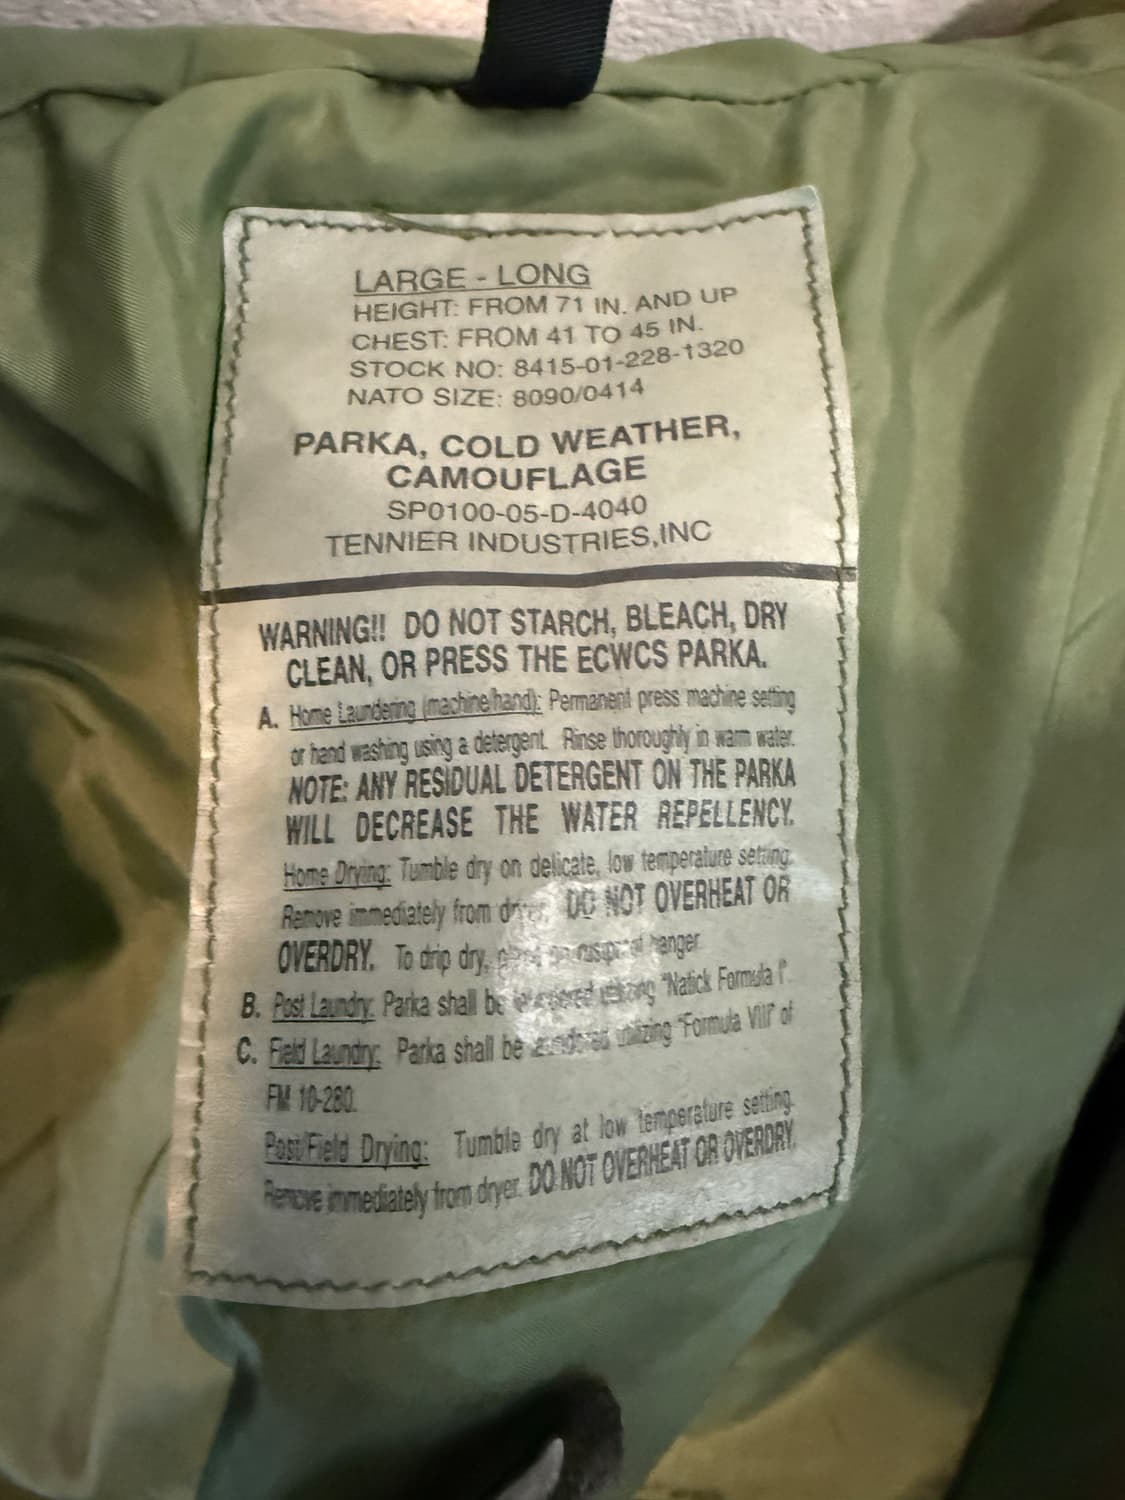 LARGE - LONG
HEIGHT: FROM 71 IN. AND UP
CHEST: FROM 41 TO 45 IN.
STOCK NO: 8415-01-228-1320
NATO SIZE: 8090/0414
PARKA, COLD WEATHER,
CAMOUFLAGE
SP0100-05-D-4040
TENNIER INDUSTRIES,INC
WARNING!! DO NOT STARCH, BLEACH, DRY
CLEAN, OR PRESS THE ECWCS PARKA.
A. Home Laundering (machine/hand): Permanent press machine setting
or hand washing using a detergent. Rinse thoroughly in warm water.
NOTE: ANY RESIDUAL DETERGENT ON THE PARKA
WILL DECREASE THE WATER REPELLENCY.
Home Drying: Tumble dry on delicate, low temperature setting.
Remove immediately from dryer. DO NOT OVERHEAT OR
OVERDRY. To drip dry, hanger
B. Post Laundry: Parka shall be "Natick Formula I".
C. Field Laundry: Parka shall be laundered utilizing "Formula VIII" of
FM 10-280.
Post/Field Drying: Tumble dry at low temperature setting.
Remove immediately from dryer. DO NOT OVERHEAT OR OVERDRY.